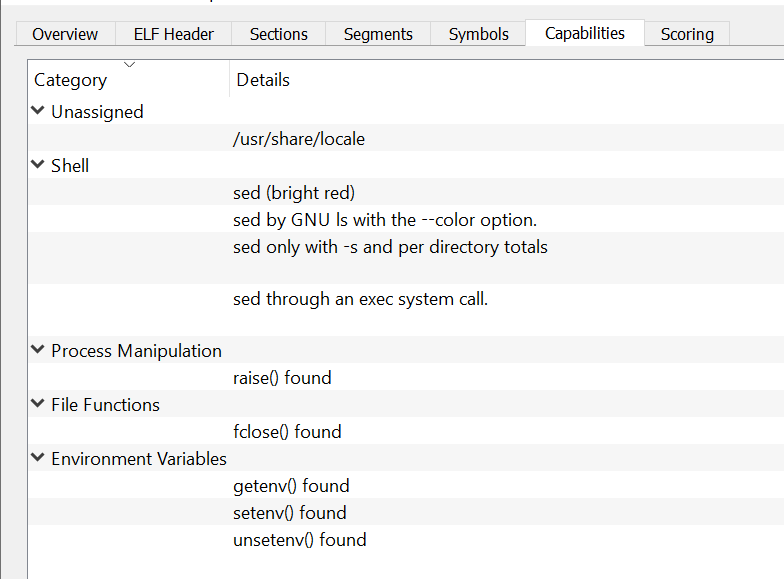 Overview ELF Header Sections Segments Symbols Capabilities Scoring
Category Details
Unassigned
/usr/share/locale
Shell
sed (bright red)
sed by GNU ls with the --color option.
sed only with -s and per directory totals
sed through an exec system call.
Process Manipulation
raise() found
File Functions
fclose() found
Environment Variables
getenv() found
setenv() found
unsetenv() found